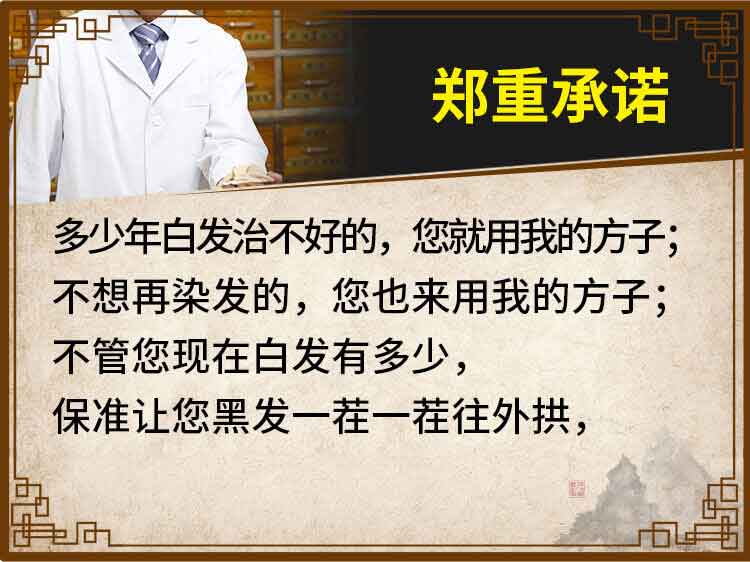 郑重承诺
多少年白发治不好的，您就用我的方子；
不想再染发的，您也来用我的方子；
不管您现在白发有多少，
保准让您黑发一茬一茬往外拱，